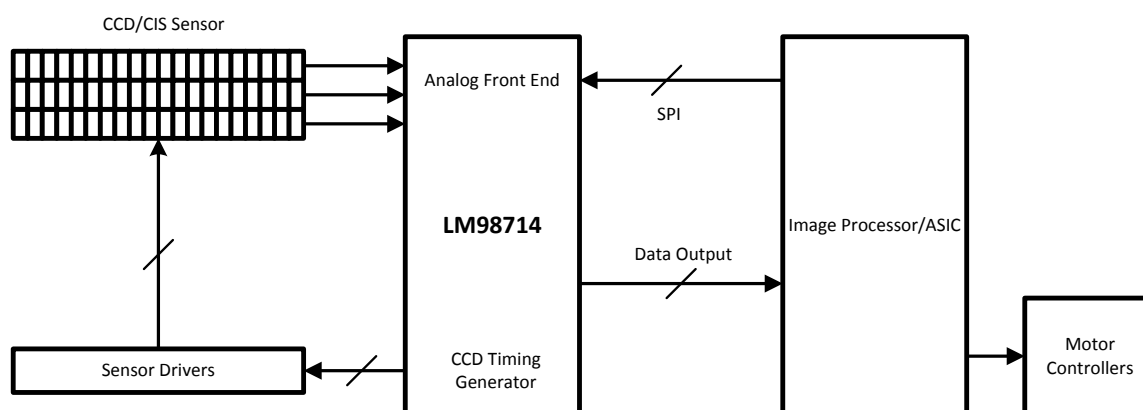 CCD/CIS Sensor
Analog Front End
SPI
LM98714
Image Processor/ASIC
Data Output
Sensor Drivers
CCD Timing
Generator
Motor
Controllers